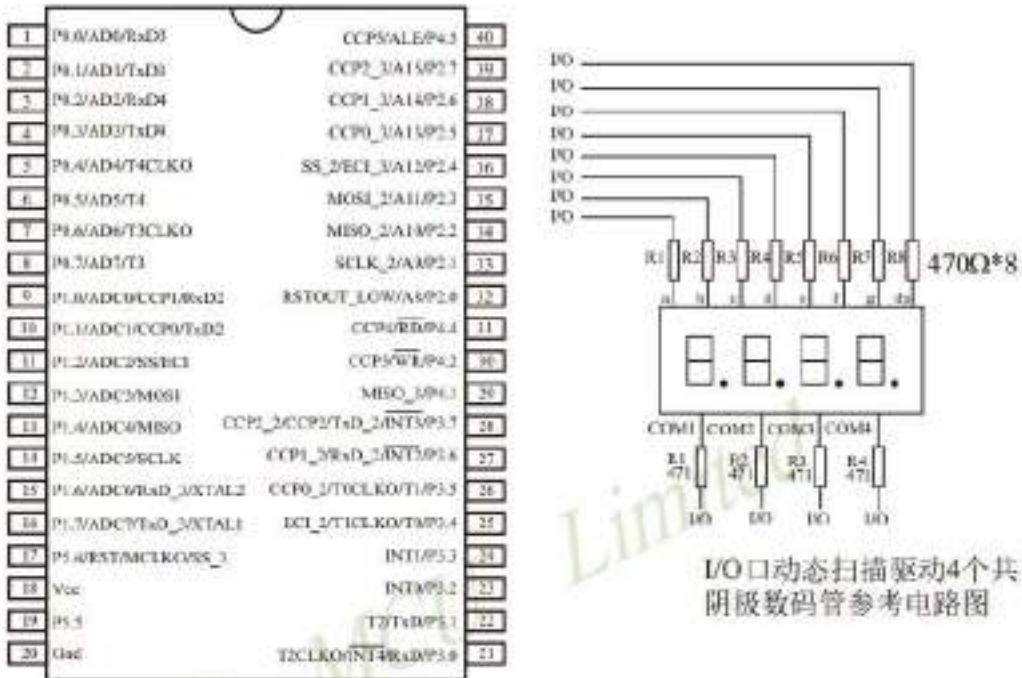 1 P0.0/AD0/RxD3
2 P0.1/AD1/TxD3
3 P0.2/AD2/RxD4
4 P0.3/AD3/TxD4
5 P0.4/AD4/T4CLKO
6 P0.5/AD5/T4
7 P0.6/AD6/T3CLKO
8 P0.7/AD7/T3
9 P1.0/ADC0/CCP1/RxD2
10 P1.1/ADC1/CCP0/TxD2
11 P1.2/ADC2/SS/ECI
12 P1.3/ADC3/MOSI
13 P1.4/ADC4/MISO
14 P1.5/ADC5/SCLK
15 P1.6/ADC6/RxD_3/XTAL2
16 P1.7/ADC7/TxD_3/XTAL1
17 P5.4/RST/MCLKO/SS_3
18 Vcc
19 P5.5
20 Gnd
CCP5/ALE/P4.5 40
CCP2_3/A15/P2.7 39
CCP1_3/A14/P2.6 38
CCP0_3/A13/P2.5 37
SS_2/ECI_3/A12/P2.4 36
MOSI_2/A11/P2.3 35
MISO_2/A10/P2.2 34
SCLK_2/A9/P2.1 33
RSTOUT_LOW/A8/P2.0 32
CCP4/RD/P4.4 31
CCP3/WR/P4.2 30
MISO_3/P4.1 29
CCP2_2/CCP2/TxD_2/INT3/P3.7 28
CCP1_2/RxD_2/INT2/P3.6 27
CCP0_2/T0CLKO/T1/P3.5 26
ECI_2/T1CLKO/T0/P3.4 25
INT1/P3.3 24
INT0/P3.2 23
T2/TxD/P3.1 22
T2CLKO/INT4/RxD/P3.0 21
I/O
I/O
I/O
I/O
I/O
I/O
I/O
I/O
R1 R2 R3 R4 R5 R6 R7 R8 470Ω*8
a b c d e f g dp
COM1 COM2 COM3 COM4
R1 R2 R3 R4
471 471 471 471
I/O I/O I/O I/O
I/O口动态扫描驱动4个共
阴极数码管参考电路图
MCU
Limited